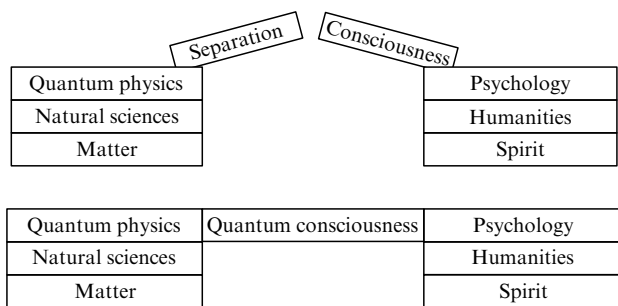 Separation Consciousness
Quantum physics Psychology
Natural sciences Humanities
Matter Spirit
Quantum physics Quantum consciousness Psychology
Natural sciences Humanities
Matter Spirit